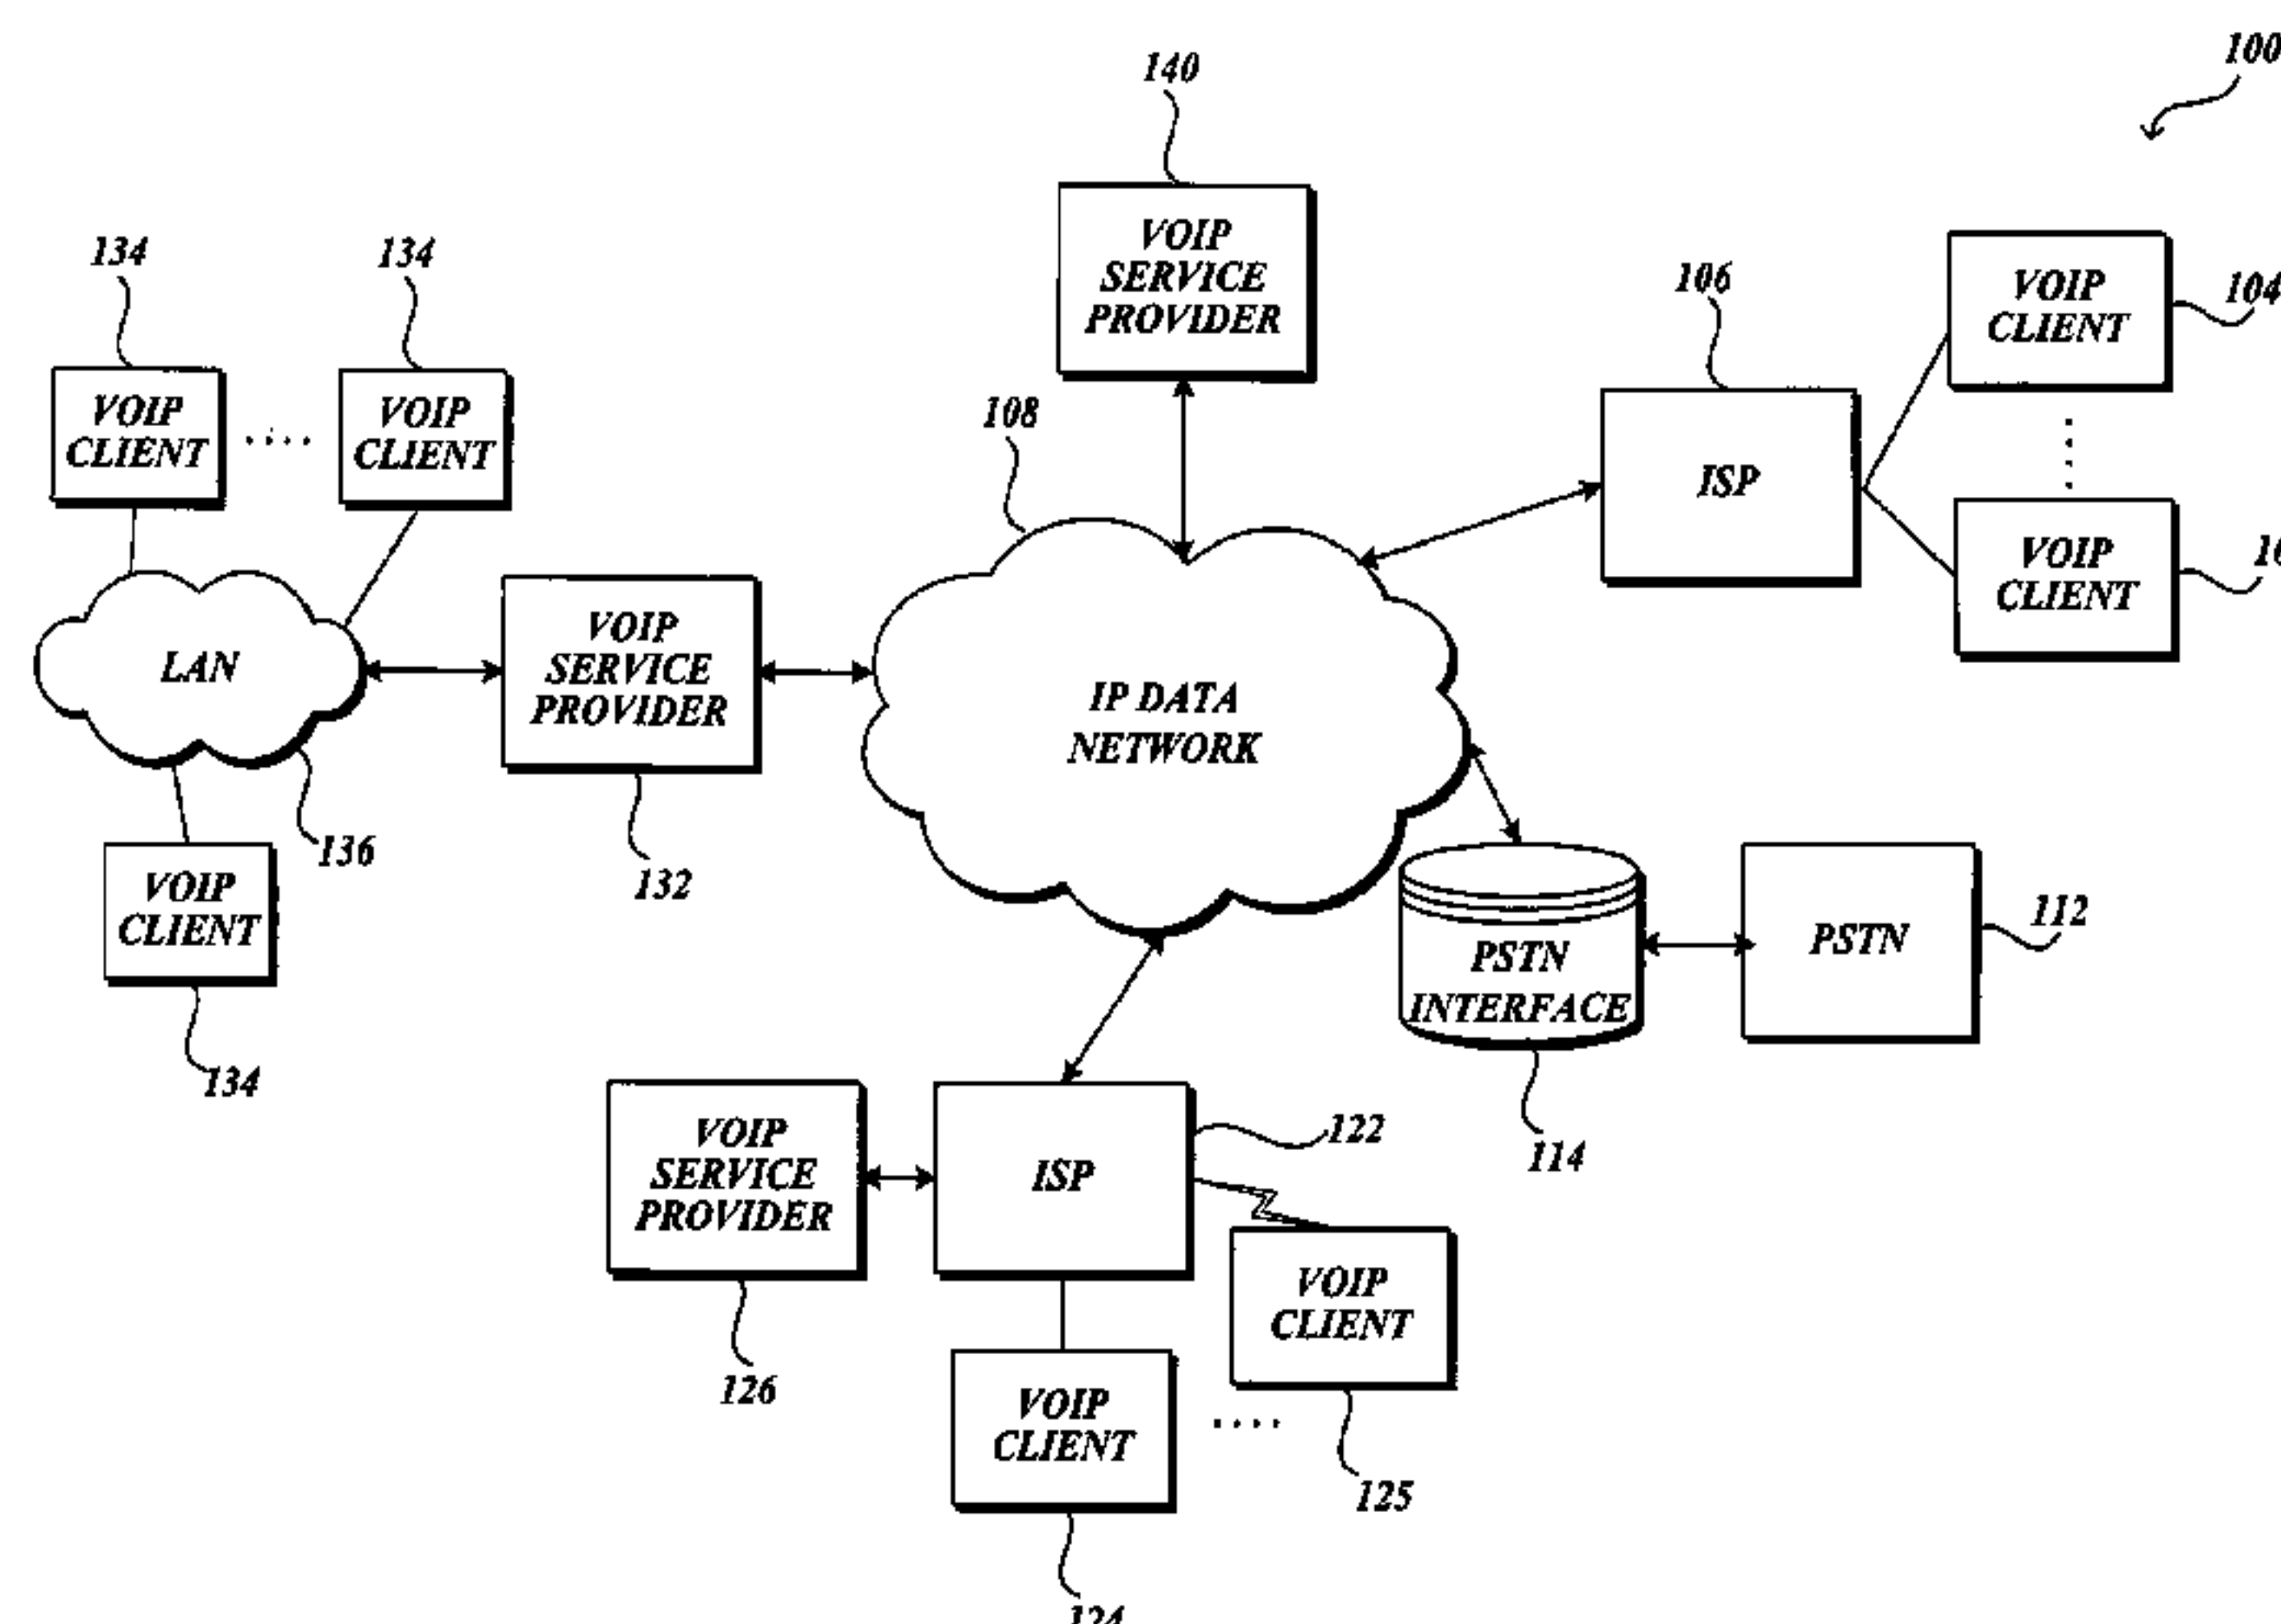 100
140
VOIP
SERVICE
PROVIDER
134
134
106
VOIP
CLIENT
104
VOIP
CLIENT
VOIP
CLIENT
108
ISP
VOIP
CLIENT
LAN
VOIP
SERVICE
PROVIDER
IP DATA
NETWORK
136
132
VOIP
CLIENT
134
PSTN
INTERFACE
PSTN
112
114
VOIP
SERVICE
PROVIDER
ISP
122
126
VOIP
CLIENT
VOIP
CLIENT
125
124